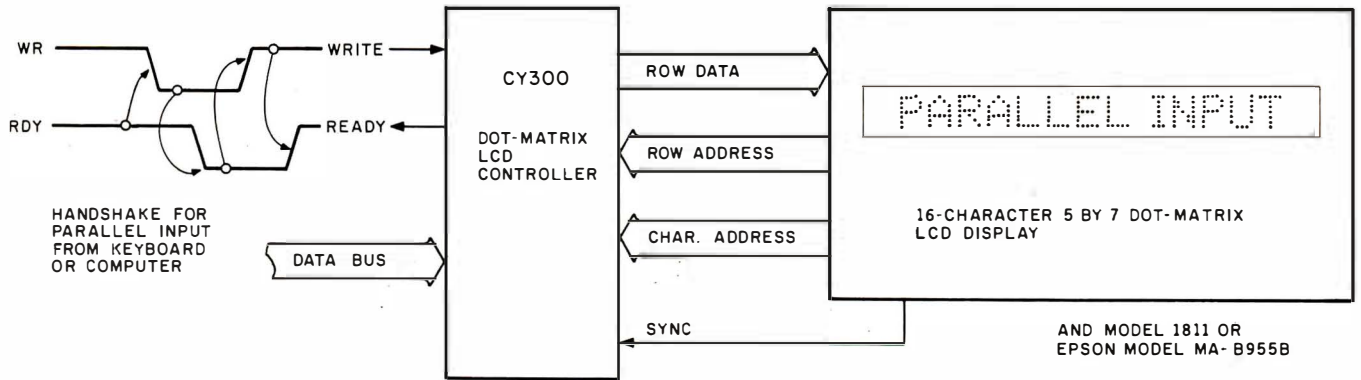 WR
WRITE
RDY
READY
HANDSHAKE FOR
PARALLEL INPUT
FROM KEYBOARD
OR COMPUTER
DATA BUS
CY300
DOT-MATRIX
LCD
CONTROLLER
ROW DATA
ROW ADDRESS
CHAR. ADDRESS
SYNC
PARALLEL INPUT
16-CHARACTER 5 BY 7 DOT-MATRIX
LCD DISPLAY
AND MODEL 1811 OR
EPSON MODEL MA-B955B